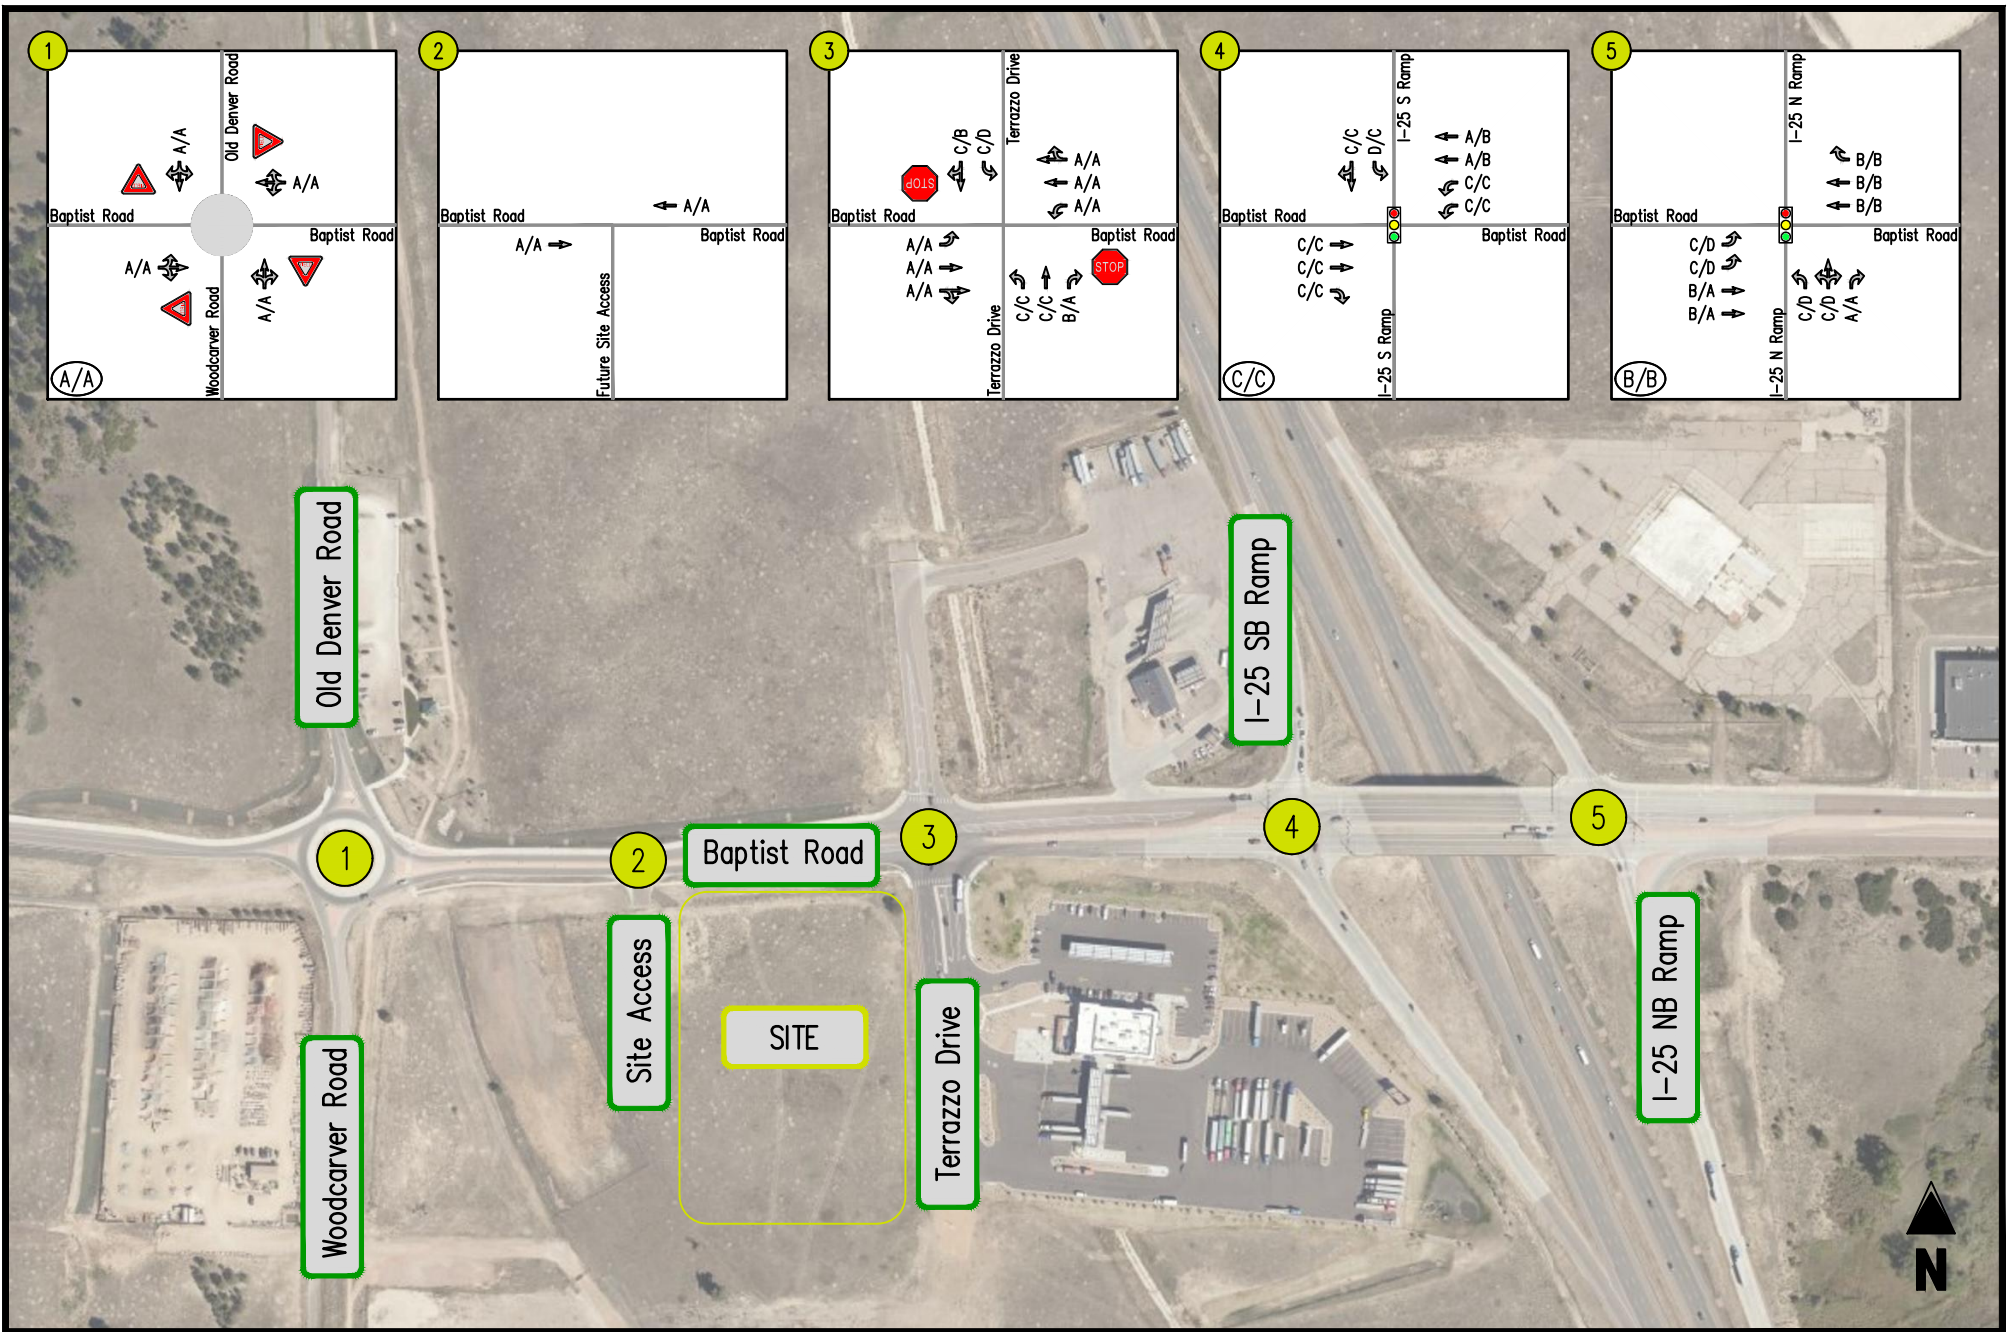 1
Old Denver Road
A/A
A/A
Baptist Road
Baptist Road
A/A
A/A
Woodcarver Road
A/A
2
A/A
Baptist Road
Baptist Road
A/A
Future Site Access
3
Terrazzo Drive
C/B
C/D
STOP
A/A
A/A
A/A
Baptist Road
Baptist Road
A/A
A/A
A/A
C/C
C/C
B/A
STOP
Terrazzo Drive
4
I-25 S Ramp
C/C
D/C
A/B
A/B
C/C
C/C
Baptist Road
Baptist Road
C/C
C/C
C/C
I-25 S Ramp
C/C
5
I-25 N Ramp
B/B
B/B
B/B
Baptist Road
Baptist Road
C/D
C/D
B/A
B/A
C/D
C/D
A/A
I-25 N Ramp
B/B
Old Denver Road
I-25 SB Ramp
1
2
Baptist Road
3
4
5
Site Access
SITE
Terrazzo Drive
Woodcarver Road
I-25 NB Ramp
N